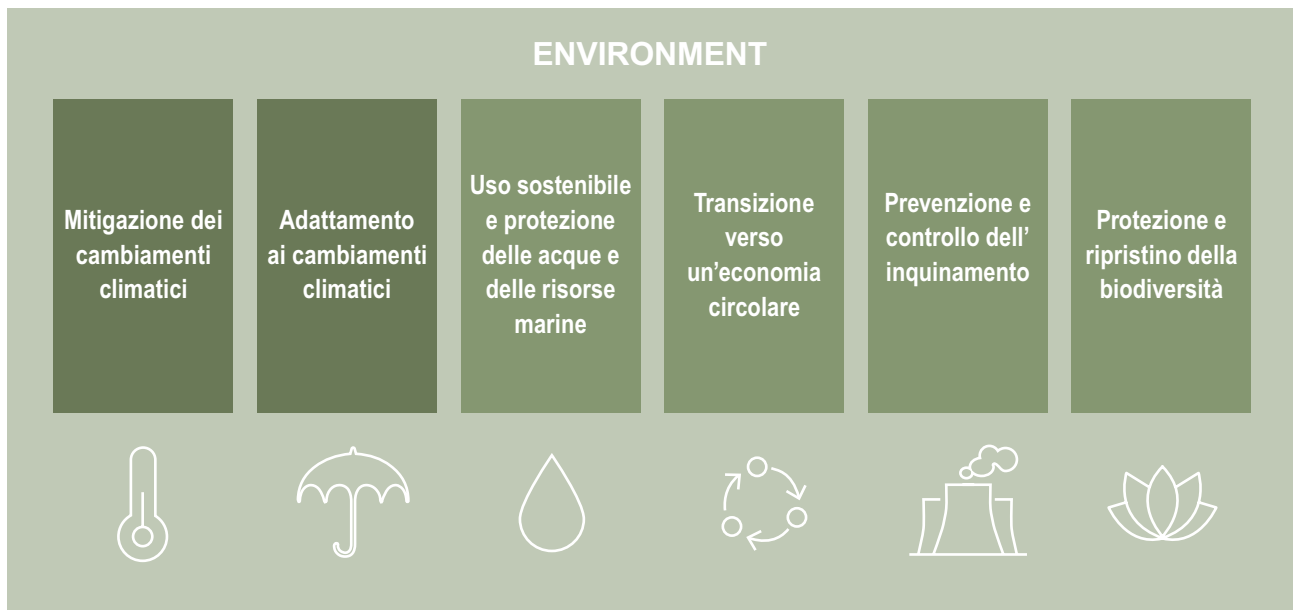 ENVIRONMENT
Mitigazione dei
cambiamenti
climatici
Adattamento
ai cambiamenti
climatici
Uso sostenibile
e protezione
delle acque e
delle risorse
marine
Transizione
verso
un’economia
circolare
Prevenzione e
controllo dell’
inquinamento
Protezione e
ripristino della
biodiversità